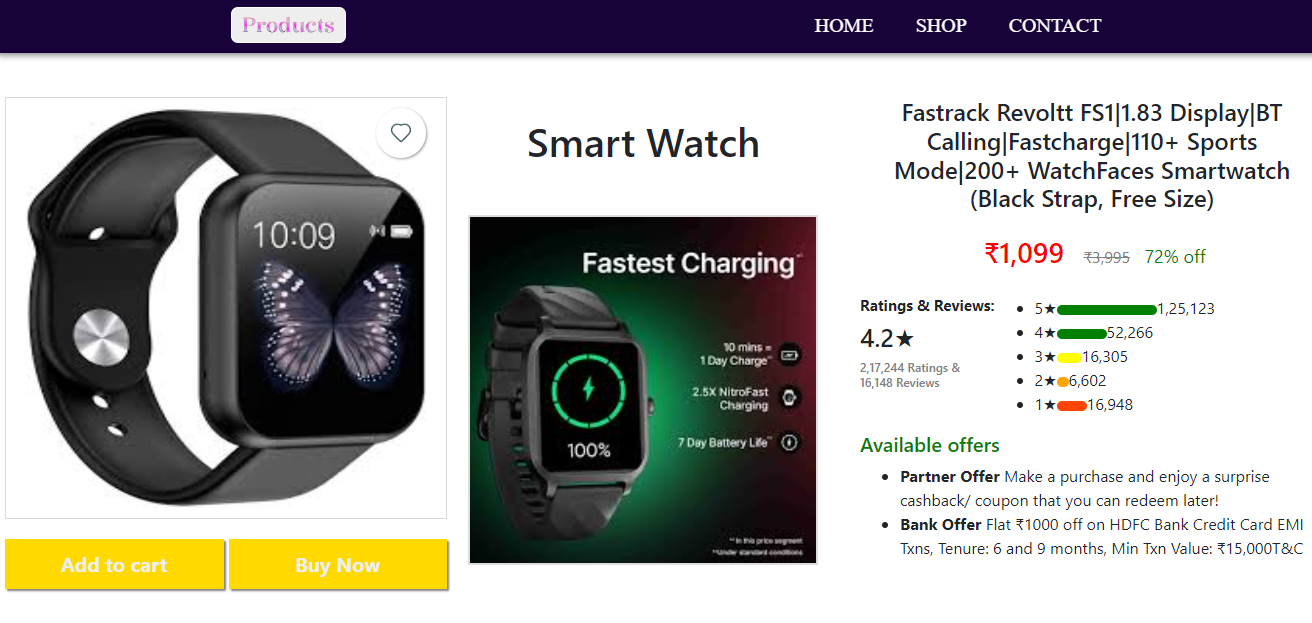 Products
HOME
SHOP
CONTACT
10:09
Add to cart
Buy Now
Smart Watch
Fastest Charging
10 mins =
1 Day Charge**
2.5X NitroFast
Charging
7 Day Battery Life**
100%
**In this price segment
**Under standard conditions
Fastrack Revoltt FS1|1.83 Display|BT
Calling|Fastcharge|110+ Sports
Mode|200+ WatchFaces Smartwatch
(Black Strap, Free Size)
₹1,099 ₹3,995 72% off
Ratings & Reviews:
4.2★
2,17,244 Ratings &
16,148 Reviews
5★1,25,123
4★52,266
3★16,305
2★6,602
1★16,948
Available offers
Partner Offer Make a purchase and enjoy a surprise
cashback/ coupon that you can redeem later!
Bank Offer Flat ₹1000 off on HDFC Bank Credit Card EMI
Txns, Tenure: 6 and 9 months, Min Txn Value: ₹15,000T&C